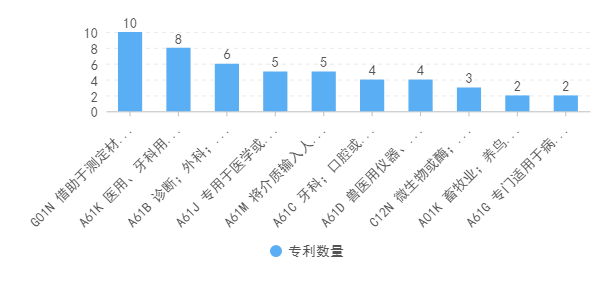 10
8
6
4
2
0
10
8
6
5
5
4
4
3
2
2
G01N 借助于测定材...
A61K 医用、牙科用...
A61B 诊断；外科；...
A61J 专用于医学或...
A61M 将介质输入人...
A61C 牙科；口腔或...
A61D 兽医用仪器、...
C12N 微生物或酶；...
A01K 畜牧业；养鸟...
A61G 专门适用于病...
专利数量